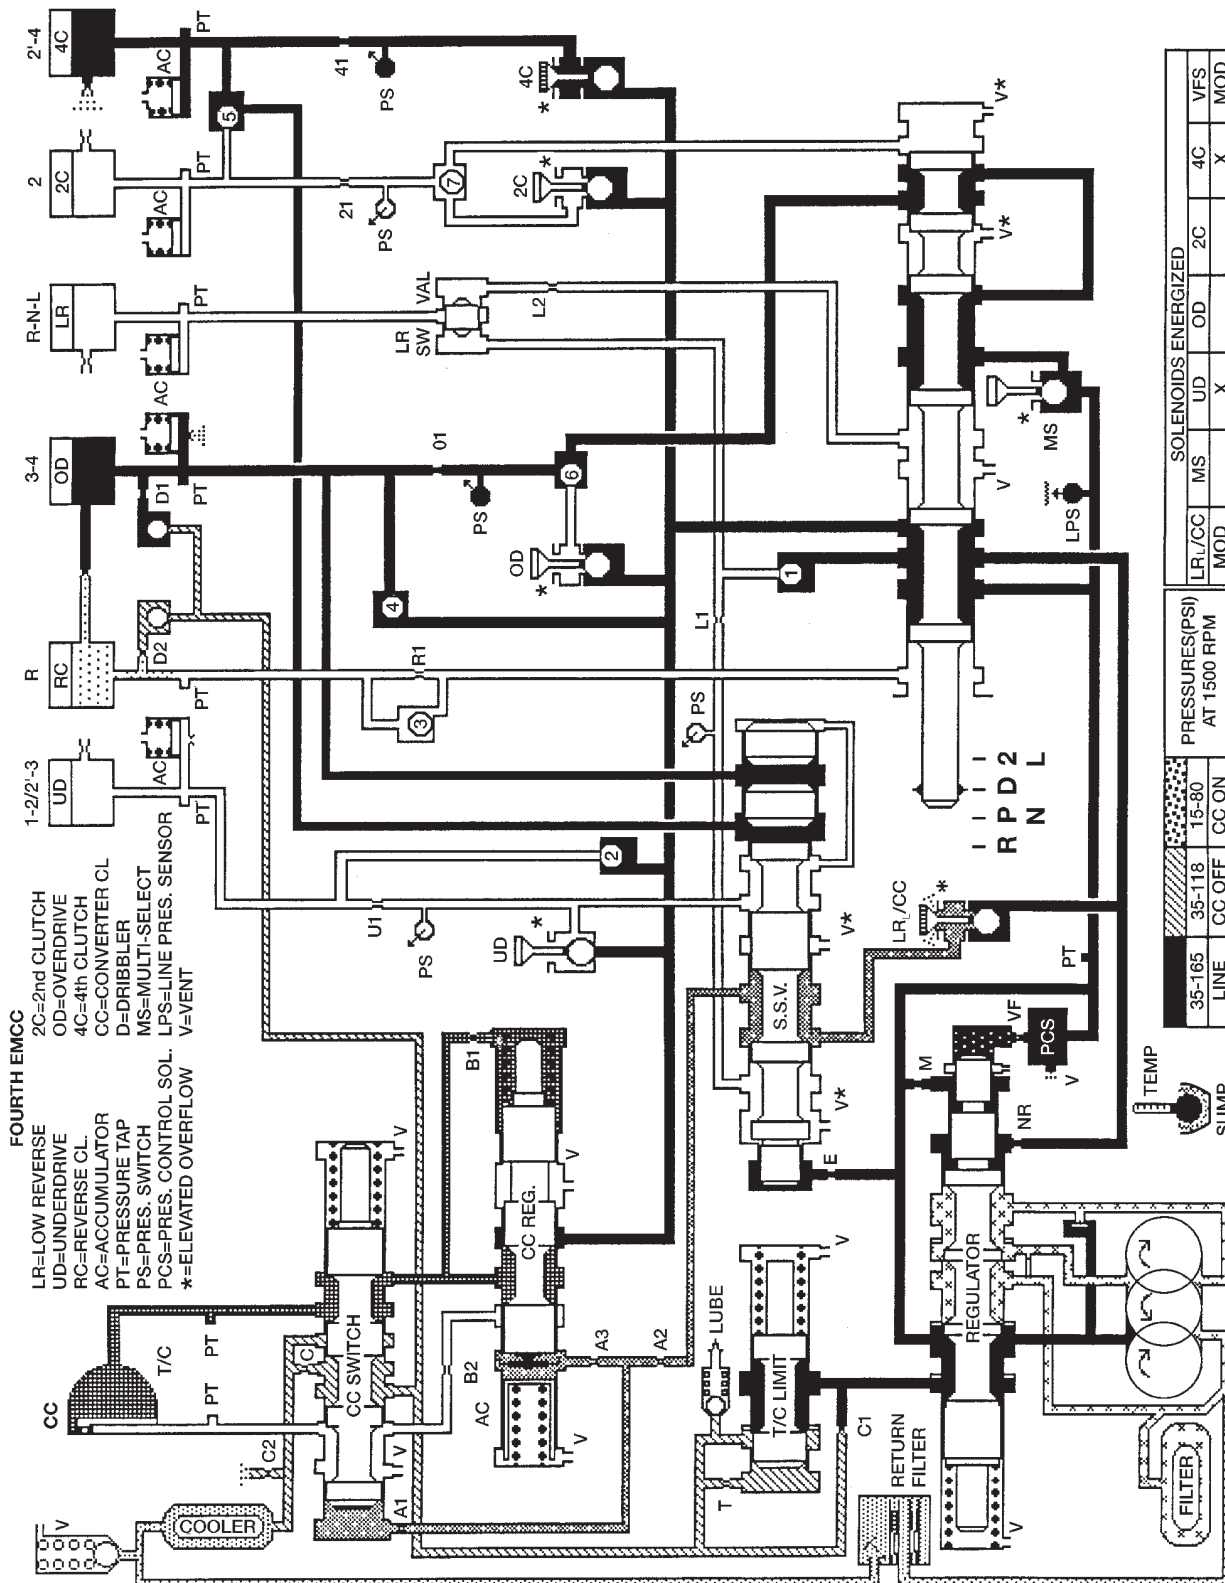 FOURTH EMCC
LR=LOW REVERSE
UD=UNDERDRIVE
RC=REVERSE CL.
AC=ACCUMULATOR
PT=PRESSURE TAP
PS=PRES. SWITCH
PCS=PRES. CONTROL SOL.
*=ELEVATED OVERFLOW
2C=2nd CLUTCH
OD=OVERDRIVE
4C=4th CLUTCH
CC=CONVERTER CL
D=DRIBBLER
MS=MULTI-SELECT
LPS=LINE PRES. SENSOR
V=VENT
1-2/2'-3
UD
R
RC
3-4
OD
R-N-L
LR
2
2C
2'-4
4C
AC
PT
PT
D2
D1
AC
PT
AC
PT
AC
PT
AC
PT
CC
T/C
PT
PT
V
COOLER
C2
C
CC SWITCH
V
V
A1
B1
B2
CC REG.
V
AC
V
A3
A2
U1
PS
UD
*
2
3
R1
4
01
PS
6
OD
*
LR
SW
VAL
L2
L1
PS
1
21
PS
7
2C
*
5
41
PS
4C
*
S.S.V.
V*
V*
E
LRL/CC
*
R P D 2
N L
V
V*
V*
MS
*
LPS
LUBE
T
T/C LIMIT
V
C1
RETURN
FILTER
REGULATOR
V
M
NR
VF
PCS
V
PT
TEMP
SUMP
FILTER
35-165
LINE
35-118
CC OFF
15-80
CC ON
PRESSURES(PSI)
AT 1500 RPM
SOLENOIDS ENERGIZED
LRL/CC MS UD OD 2C 4C VFS
MOD X X MOD